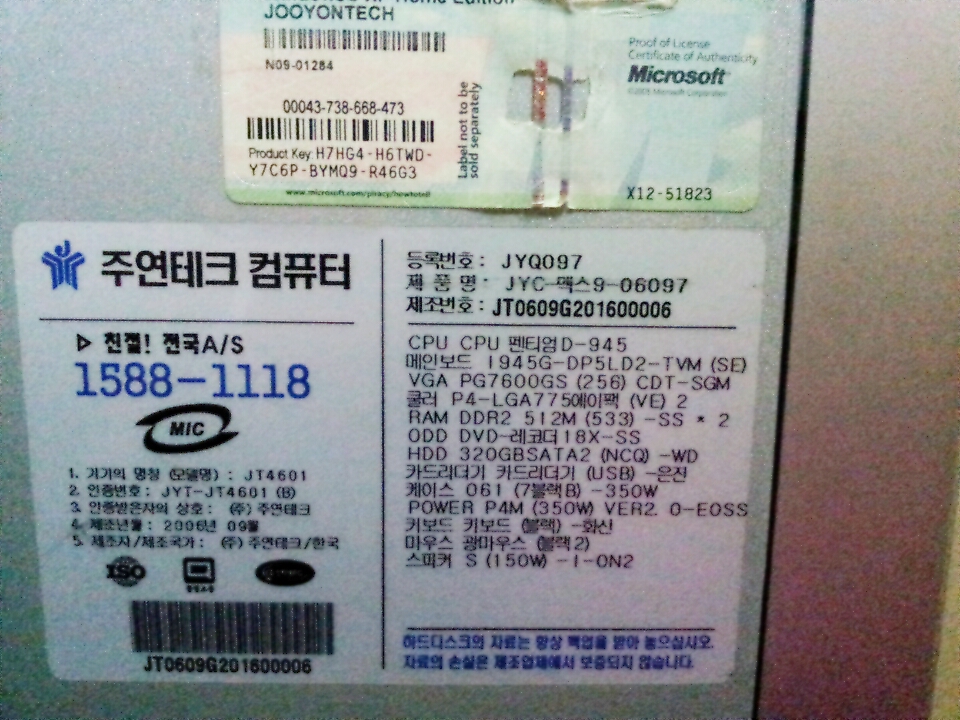 Home Edition
JOOYONTECH
N09-01284
00043-738-668-473
Product Key: H7HG4-H6TWD-
Y7C6P-BYMQ9-R46G3
www.microsoft.com/piracy/howtotell
Label not to be
sold separately
Proof of License
Certificate of Authenticity
Microsoft
©2005 Microsoft Corporation
X12-51823
주연테크 컴퓨터
▷ 친절! 전국A/S
1588-1118
MIC
1. 기기의 명칭 (모델명) : JT4601
2. 인증번호 : JYT-JT4601 (B)
3. 인증받은자의 상호 : (주) 주연테크
4. 제조년월 : 2006년 09월
5. 제조자/제조국가 : (주) 주연테크/한국
ISO
JT0609G201600006
등록번호 : JYQ097
제 품 명 : JYC-맥스9-06097
제조번호 : JT0609G201600006
CPU CPU 펜티엄D-945
메인보드 I945G-DP5LD2-TVM (SE)
VGA PG7600GS (256) CDT-SGM
쿨러 P4-LGA775에이팩 (VE) 2
RAM DDR2 512M (533) -SS * 2
ODD DVD-레코더18X-SS
HDD 320GBSATA2 (NCQ) -WD
카드리더기 카드리더기 (USB) -은진
케이스 061 (7블랙B) -350W
POWER P4M (350W) VER2.0-EOSS
키보드 키보드 (블랙) -화신
마우스 광마우스 (블랙2)
스피커 S (150W) -I-ON2
하드디스크의 자료는 항상 백업을 받아 놓으십시오.
자료의 손실은 제조업체에서 보증되지 않습니다.